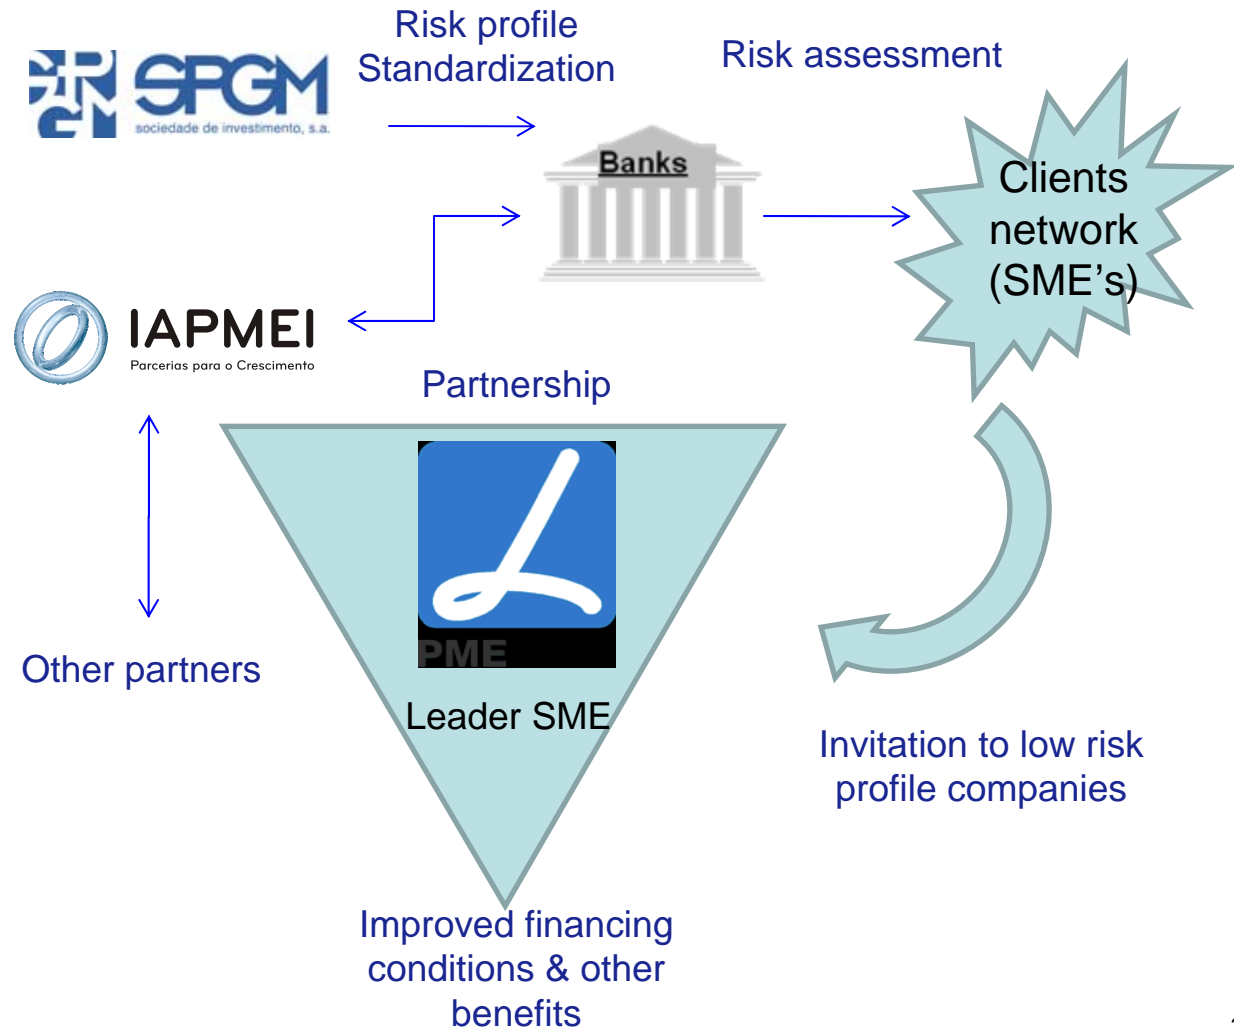 Risk profile
Standardization
Risk assessment
SPGM
sociedade de investimento, s.a.
Banks
Clients
network
(SME's)
IAPMEI
Parcerias para o Crescimento
Partnership
PME
Other partners
Leader SME
Invitation to low risk
profile companies
Improved financing
conditions & other
benefits